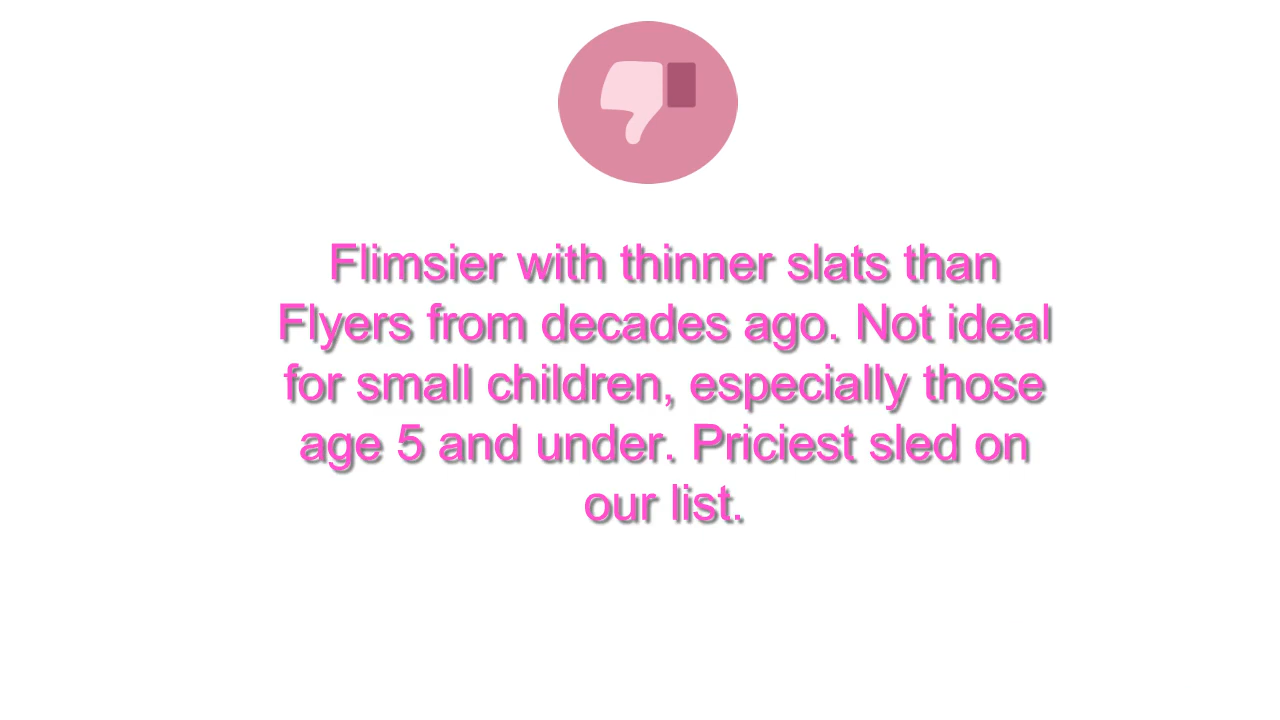 Flimsier with thinner slats than
Flyers from decades ago. Not ideal
for small children, especially those
age 5 and under. Priciest sled on
our list.